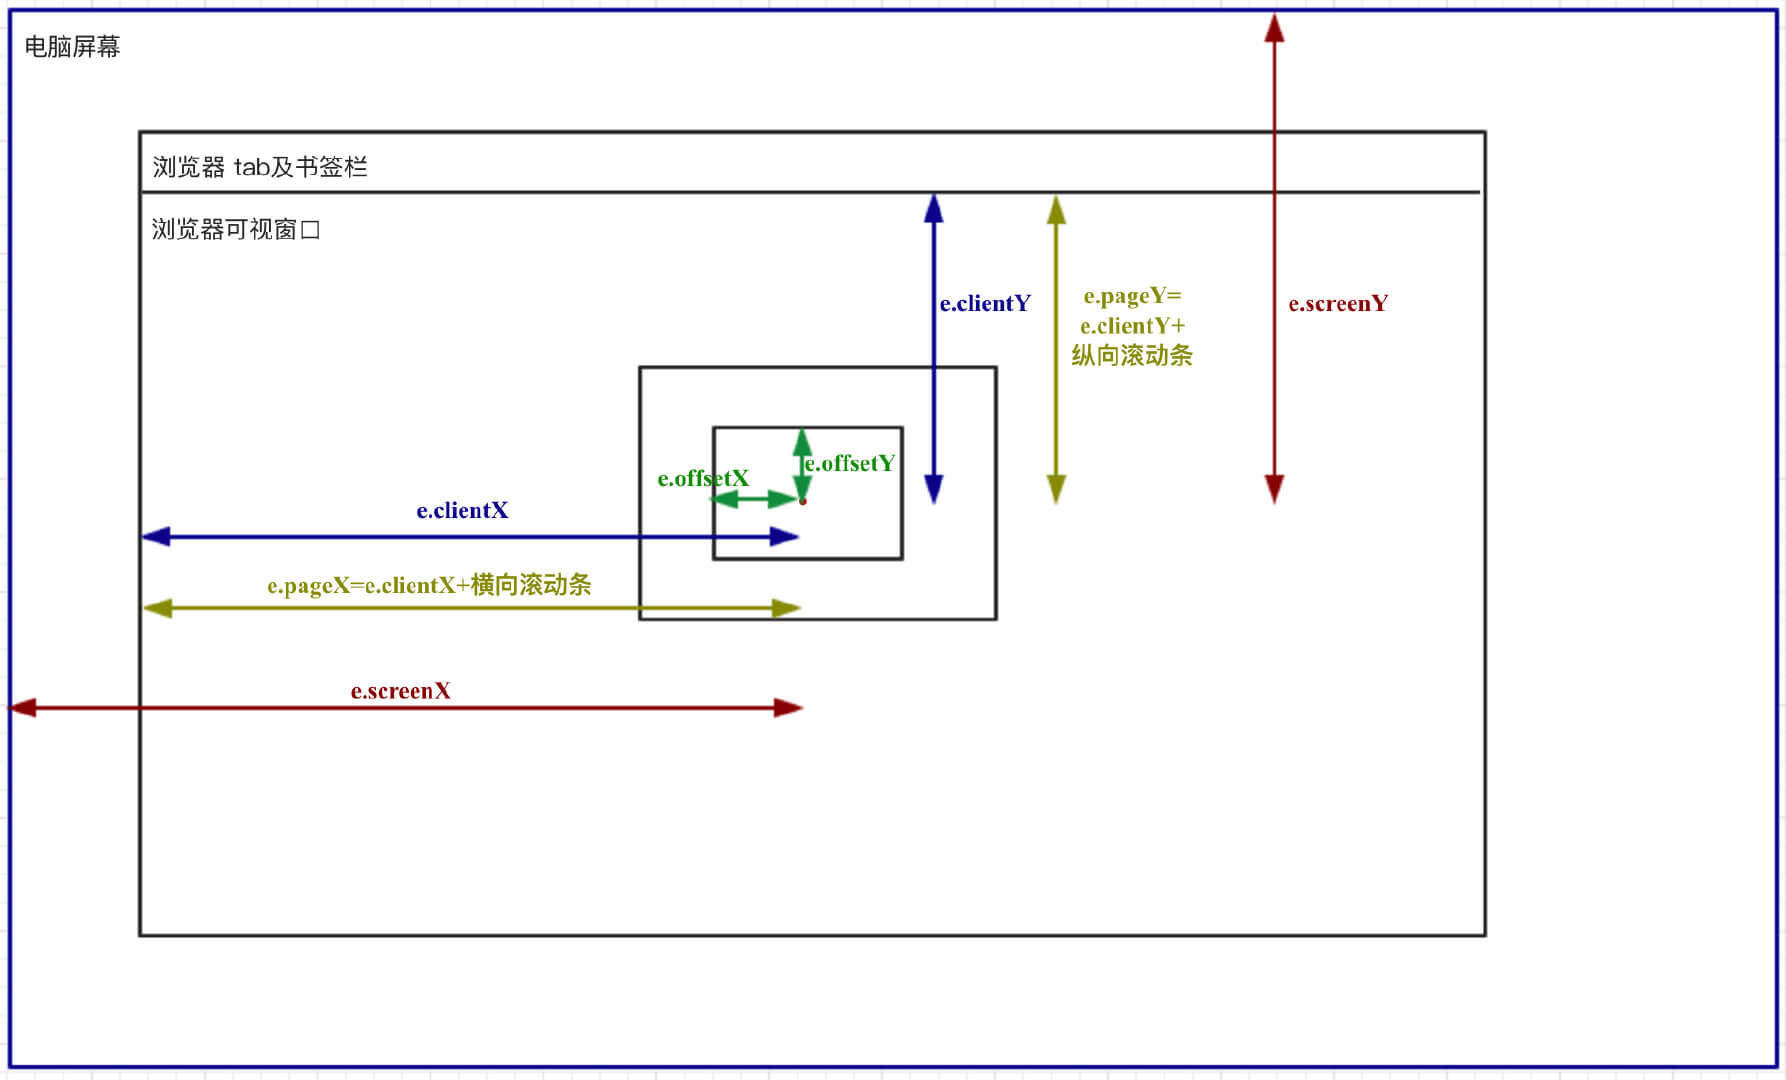 电脑屏幕
浏览器 tab及书签栏
浏览器可视窗口
e.clientY
e.pageY=
e.clientY+
纵向滚动条
e.screenY
e.offsetY
e.offsetX
e.clientX
e.pageX=e.clientX+横向滚动条
e.screenX